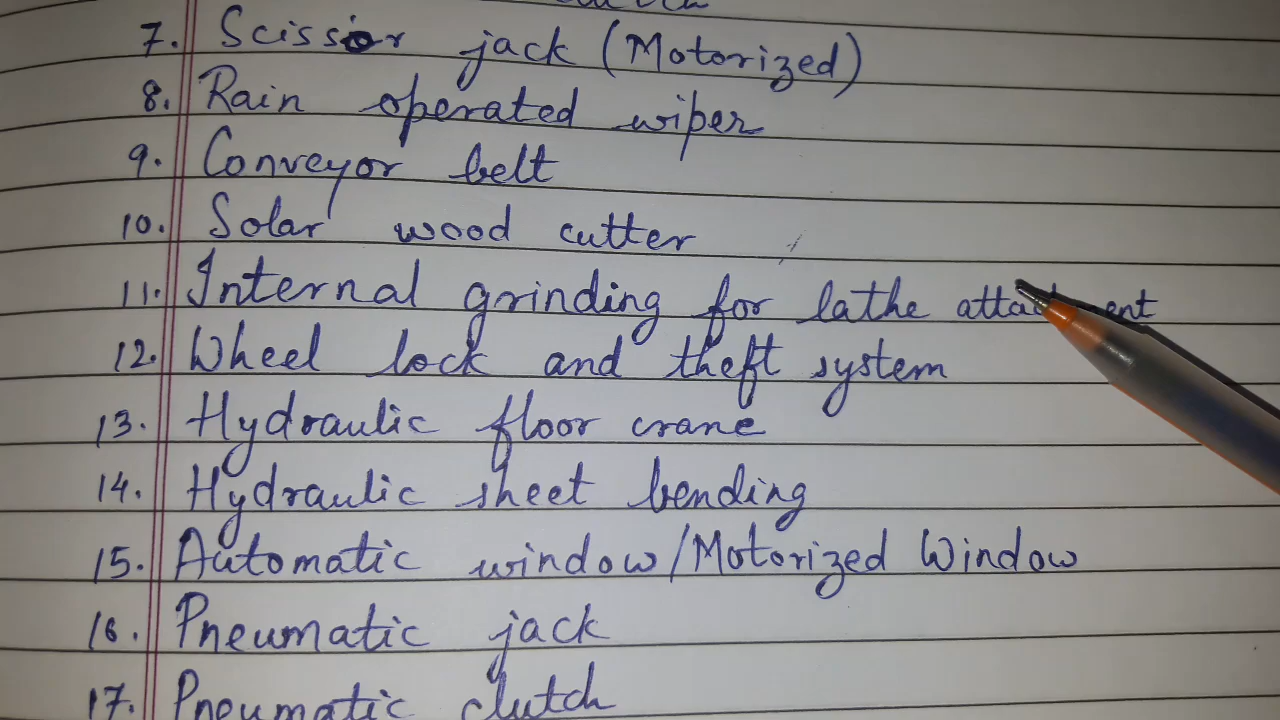 7. Scissor jack (Motorized)
8. Rain operated wiper
9. Conveyor belt
10. Solar wood cutter
11. Internal grinding for lathe
12. Wheel lock and theft system
13. Hydraulic floor crane
14. Hydraulic sheet bending
15. Automatic window/Motorized Window
16. Pneumatic jack
17. Pneumatic clutch